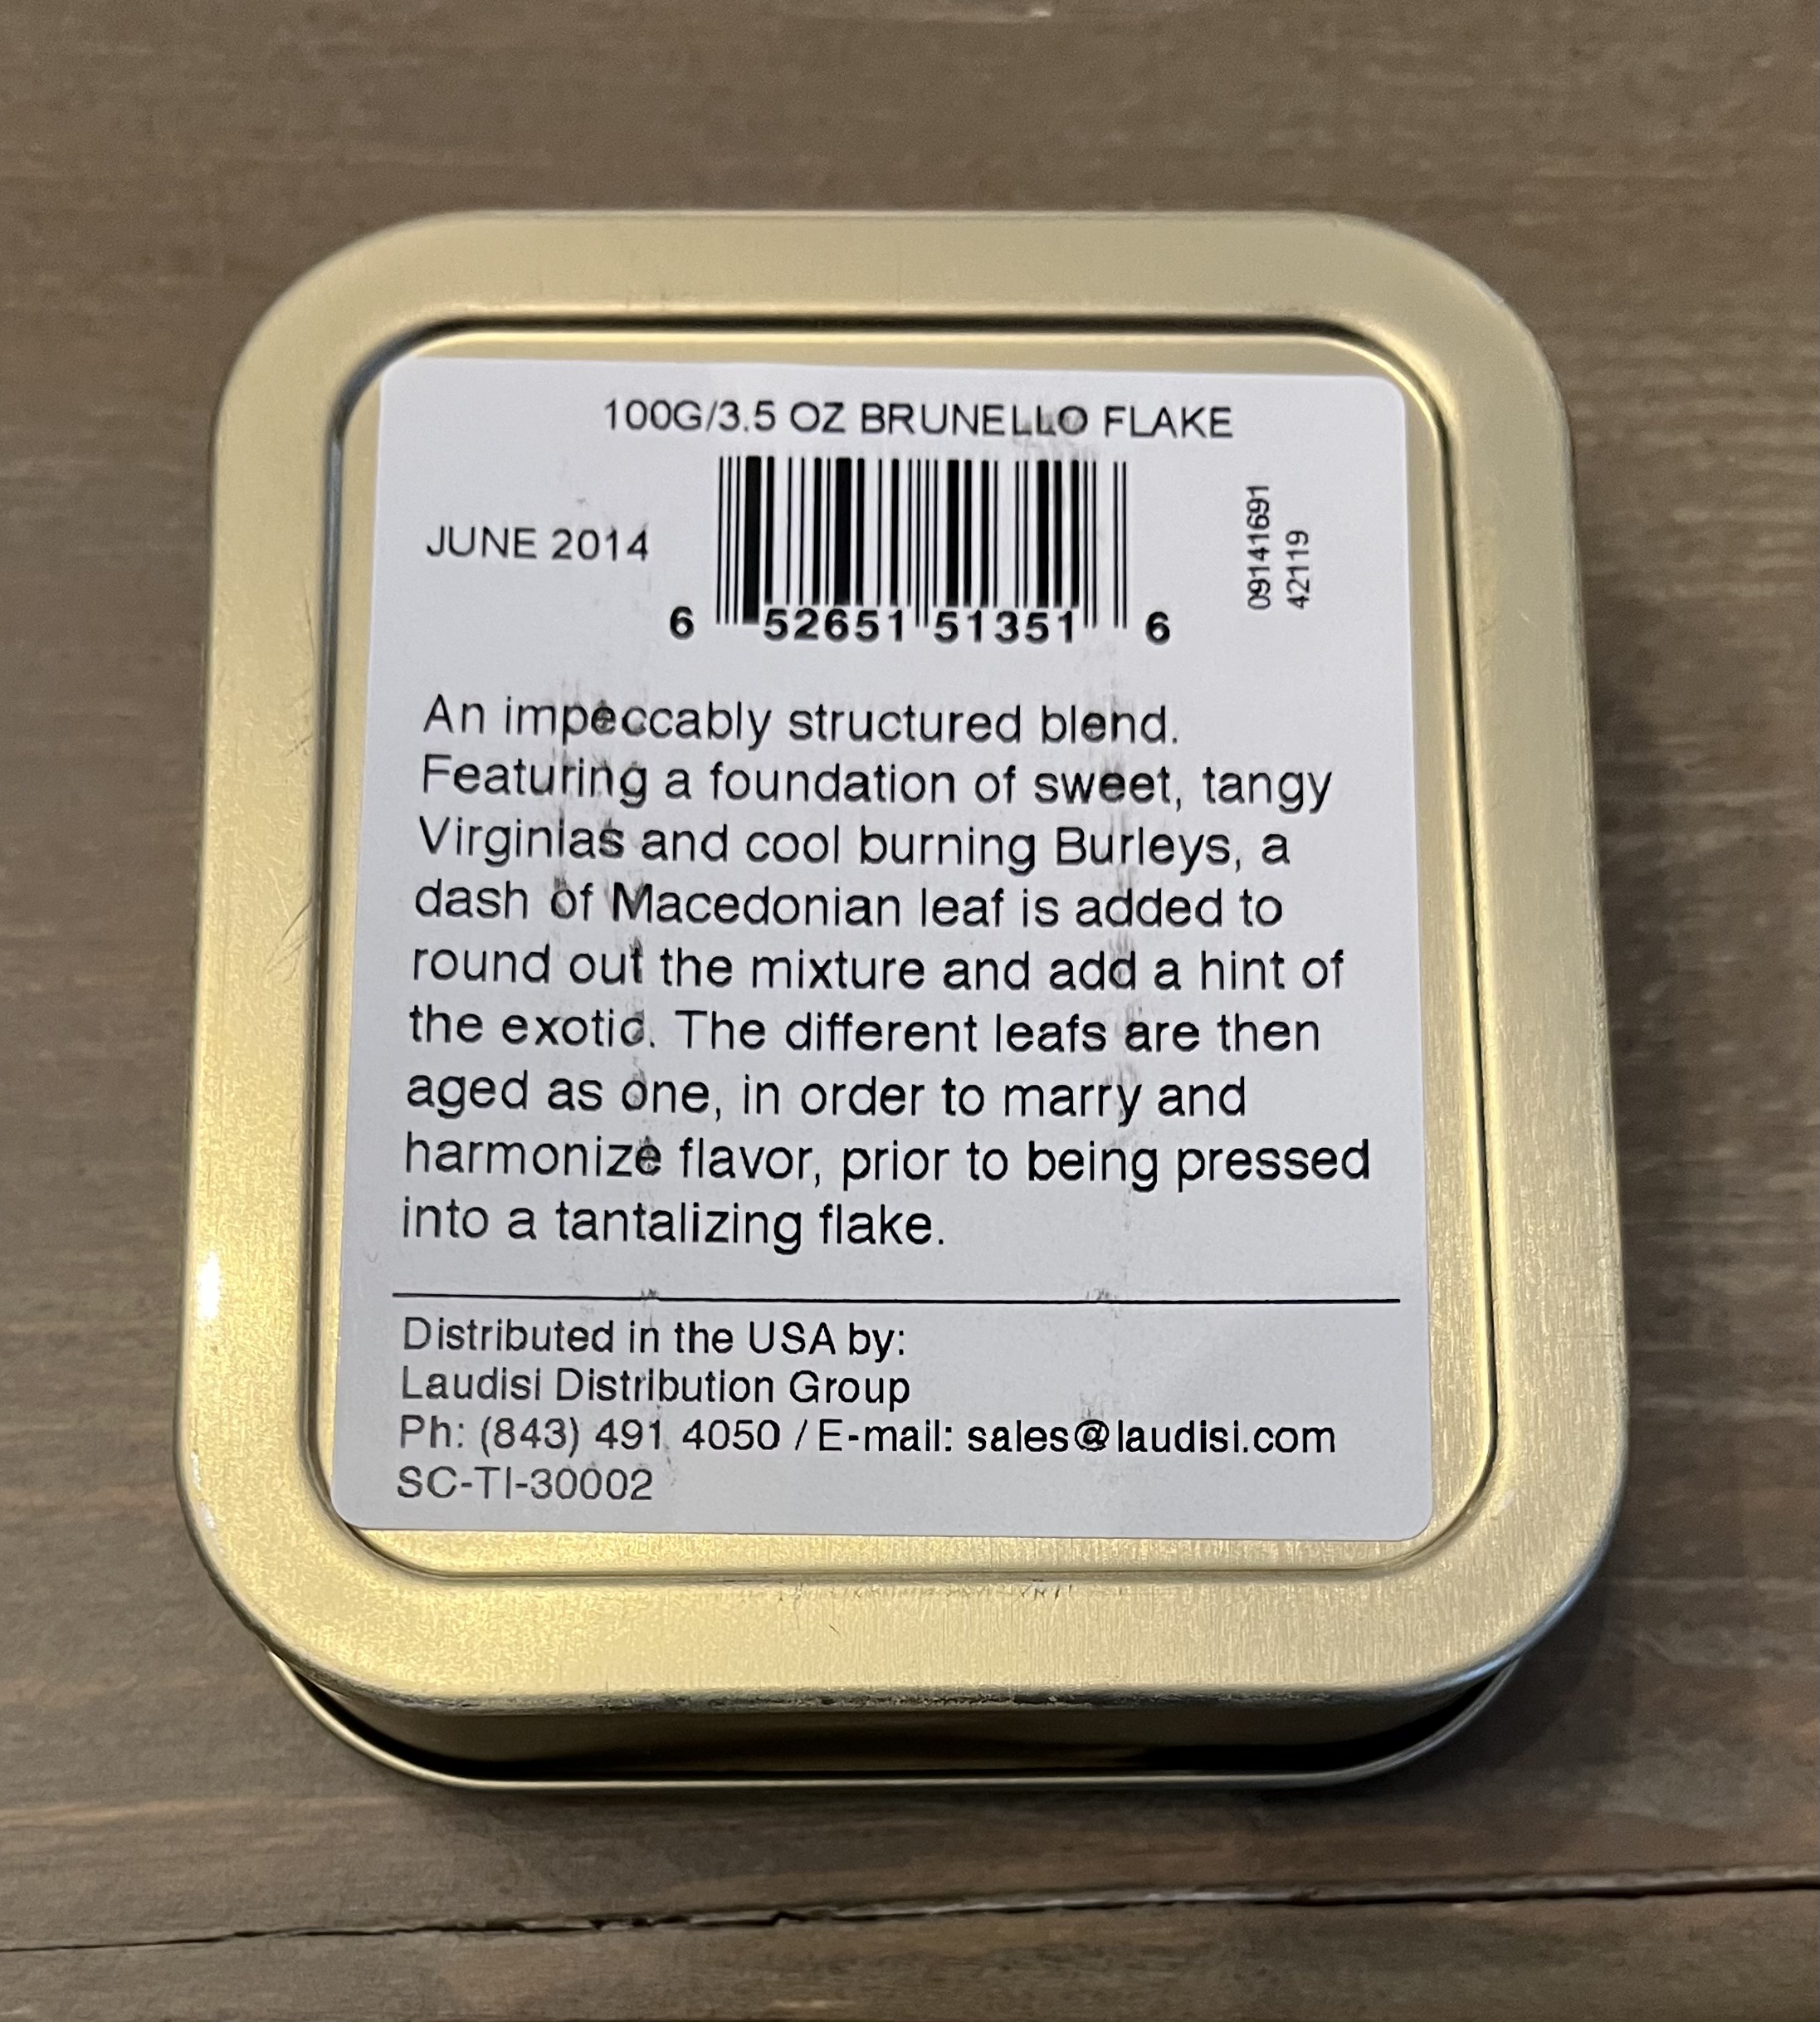 100G/3.5 OZ BRUNELLO FLAKE
JUNE 2014
6 52651 51351 6
09141691
42119
An impeccably structured blend.
Featuring a foundation of sweet, tangy
Virginias and cool burning Burleys, a
dash of Macedonian leaf is added to
round out the mixture and add a hint of
the exotic. The different leafs are then
aged as one, in order to marry and
harmonize flavor, prior to being pressed
into a tantalizing flake.
Distributed in the USA by:
Laudisi Distribution Group
Ph: (843) 491 4050 / E-mail: sales@laudisi.com
SC-TI-30002